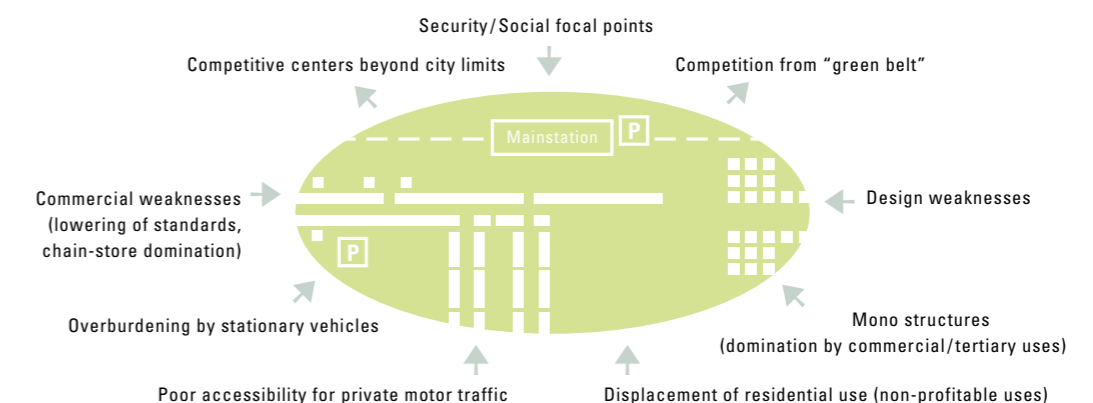 Security/Social focal points
Competitive centers beyond city limits
Competition from “green belt”
Mainstation
P
Commercial weaknesses
(lowering of standards,
chain-store domination)
Design weaknesses
P
Overburdening by stationary vehicles
Mono structures
(domination by commercial/tertiary uses)
Poor accessibility for private motor traffic
Displacement of residential use (non-profitable uses)